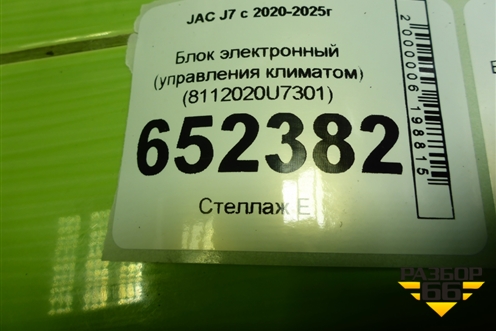 JAC J7 с 2020-2025г
Блок электронный
(управления климатом)
(8112020U7301)
652382
Стеллаж E
2000006198815
РАЗБОР
66